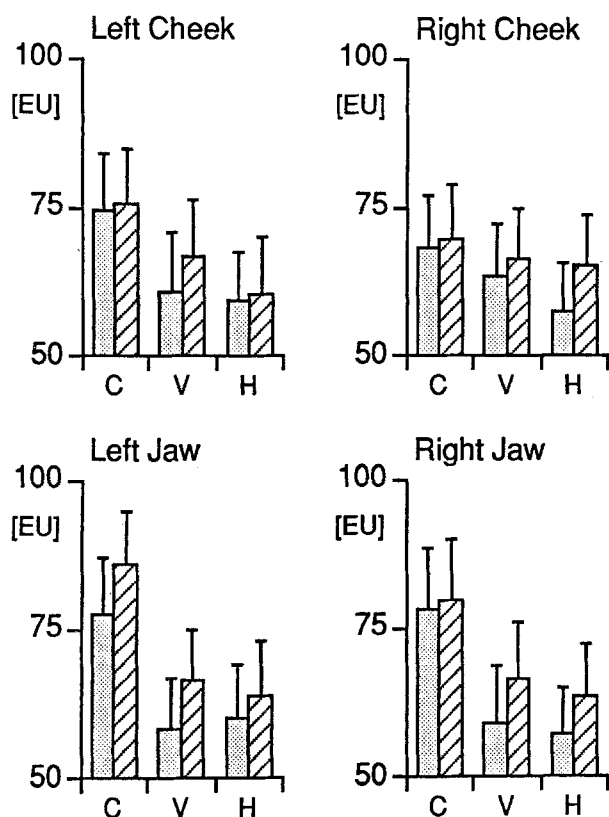 Left Cheek
100
[EU]
75
50
C V H
Right Cheek
100
[EU]
75
50
C V H
Left Jaw
100
[EU]
75
50
C V H
Right Jaw
100
[EU]
75
50
C V H